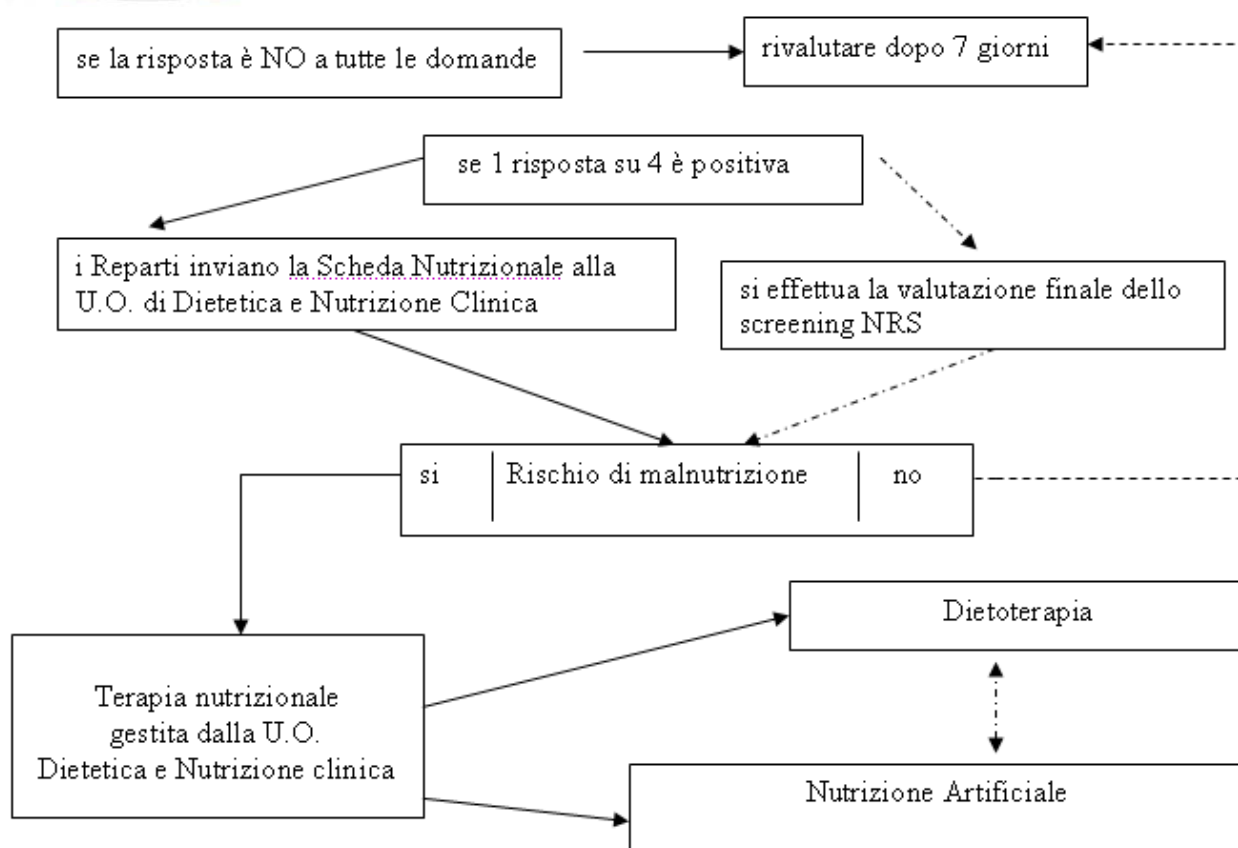 se la risposta è NO a tutte le domande
rivalutare dopo 7 giorni
se 1 risposta su 4 è positiva
i Reparti inviano la Scheda Nutrizionale alla
U.O. di Dietetica e Nutrizione Clinica
si effettua la valutazione finale dello
screening NRS
si
Rischio di malnutrizione
no
Dietoterapia
Terapia nutrizionale
gestita dalla U.O.
Dietetica e Nutrizione clinica
Nutrizione Artificiale